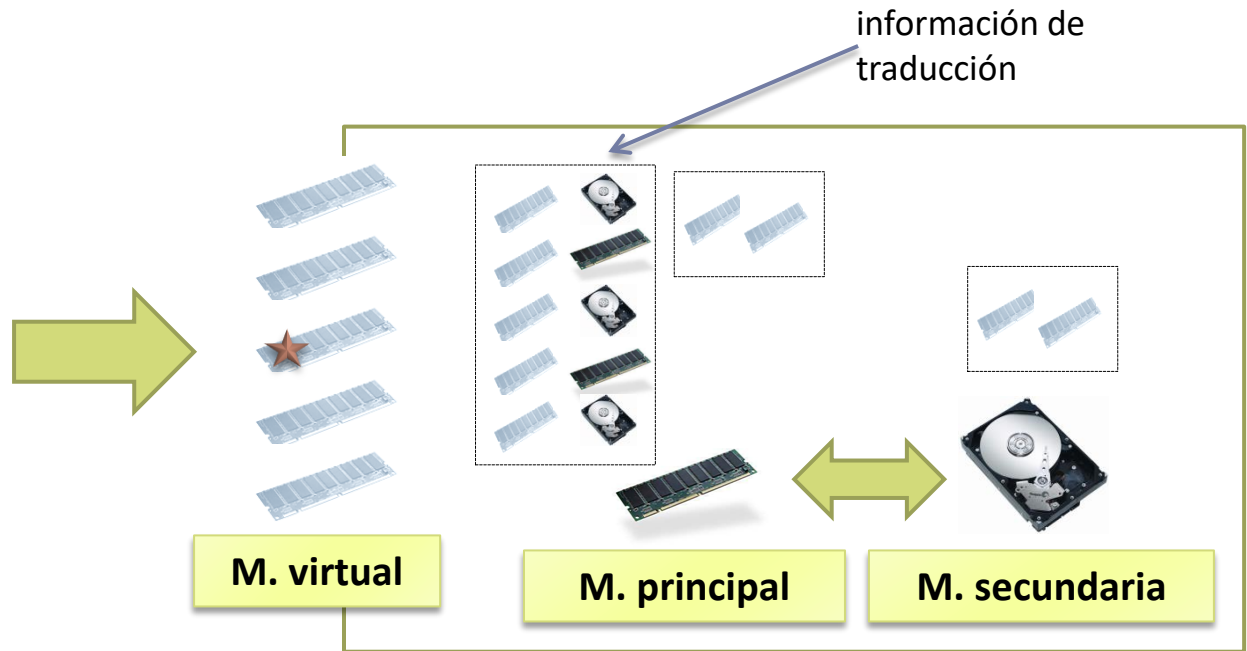 información de
traducción
M. virtual
M. principal
M. secundaria